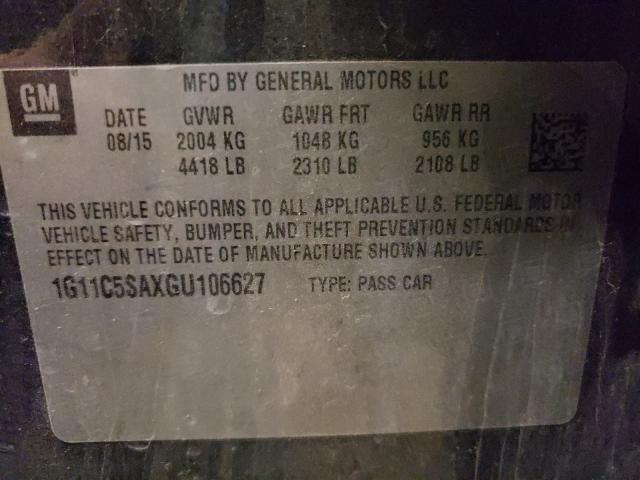 GM
MFD BY GENERAL MOTORS LLC
DATE GVWR GAWR FRT GAWR RR
08/15 2004 KG 1048 KG 956 KG
4418 LB 2310 LB 2108 LB
THIS VEHICLE CONFORMS TO ALL APPLICABLE U.S. FEDERAL MOTOR
VEHICLE SAFETY, BUMPER, AND THEFT PREVENTION STANDARDS IN
EFFECT ON THE DATE OF MANUFACTURE SHOWN ABOVE.
1G11C5SAXGU106627 TYPE: PASS CAR